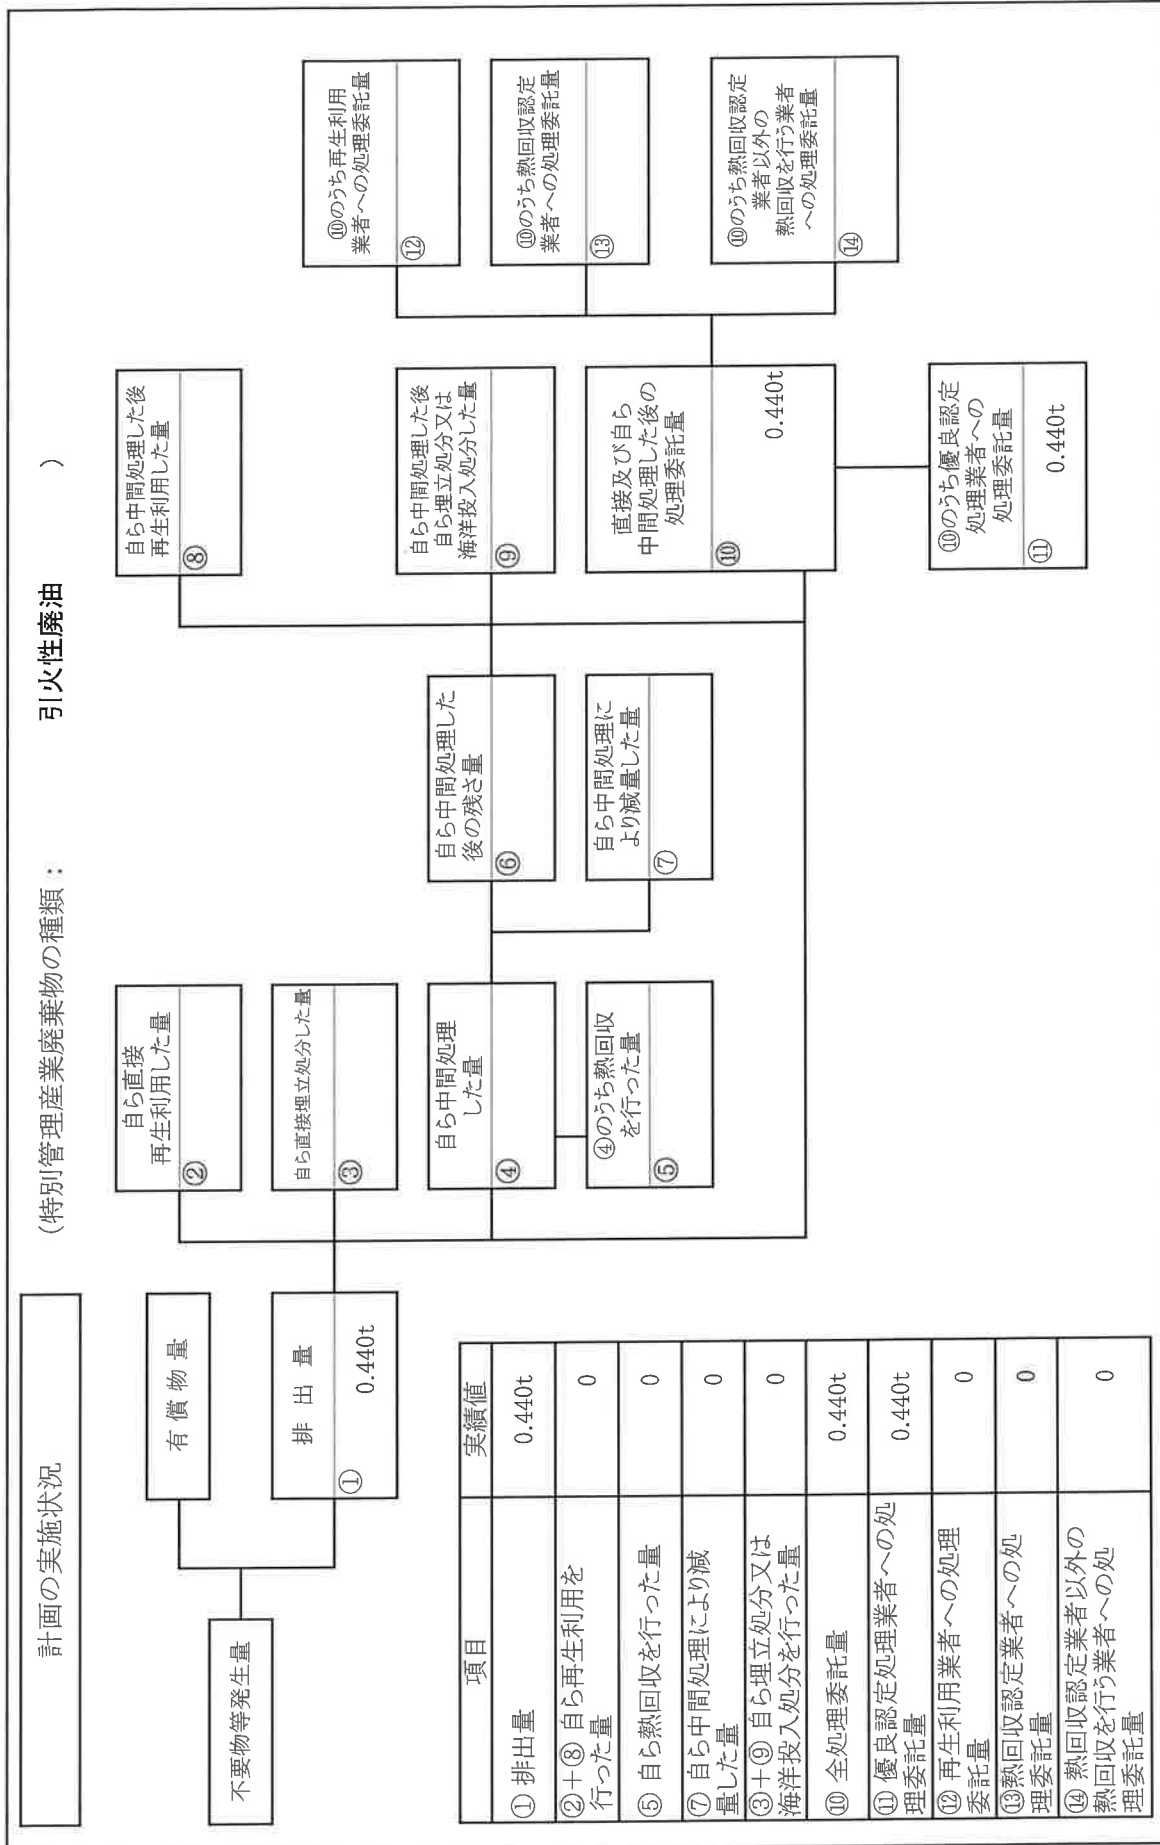 計画の実施状況
(特別管理産業廃棄物の種類： 引火性廃油 )
不要物等発生量
有 償 物 量
排 出 量
①
0.440t
自ら直接
再生利用した量
②
自ら直接埋立処分した量
③
自ら中間処理
した量
④
④のうち熱回収
を行った量
⑤
自ら中間処理した
後の残さ量
⑥
自ら中間処理に
より減量した量
⑦
自ら中間処理した後
再生利用した量
⑧
自ら中間処理した後
自ら埋立処分又は
海洋投入処分した量
⑨
直接及び自ら
中間処理した後の
処理委託量
⑩
0.440t
⑩のうち優良認定
処理業者への
処理委託量
⑪
0.440t
⑩のうち再生利用
業者への処理委託量
⑫
⑩のうち熱回収認定
業者への処理委託量
⑬
⑩のうち熱回収認定
業者以外の
熱回収を行う業者
への処理委託量
⑭
項目 実績値
① 排出量 0.440t
②＋⑧ 自ら再生利用を
行った量 0
⑤ 自ら熱回収を行った量 0
⑦ 自ら中間処理により減
量した量 0
③＋⑨ 自ら埋立処分又は
海洋投入処分を行った量 0
⑩ 全処理委託量 0.440t
⑪ 優良認定処理業者への処
理委託量 0.440t
⑫ 再生利用業者への処理
委託量 0
⑬熱回収認定業者への処
理委託量 0
⑭ 熱回収認定業者以外の
熱回収を行う業者への処
理委託量 0